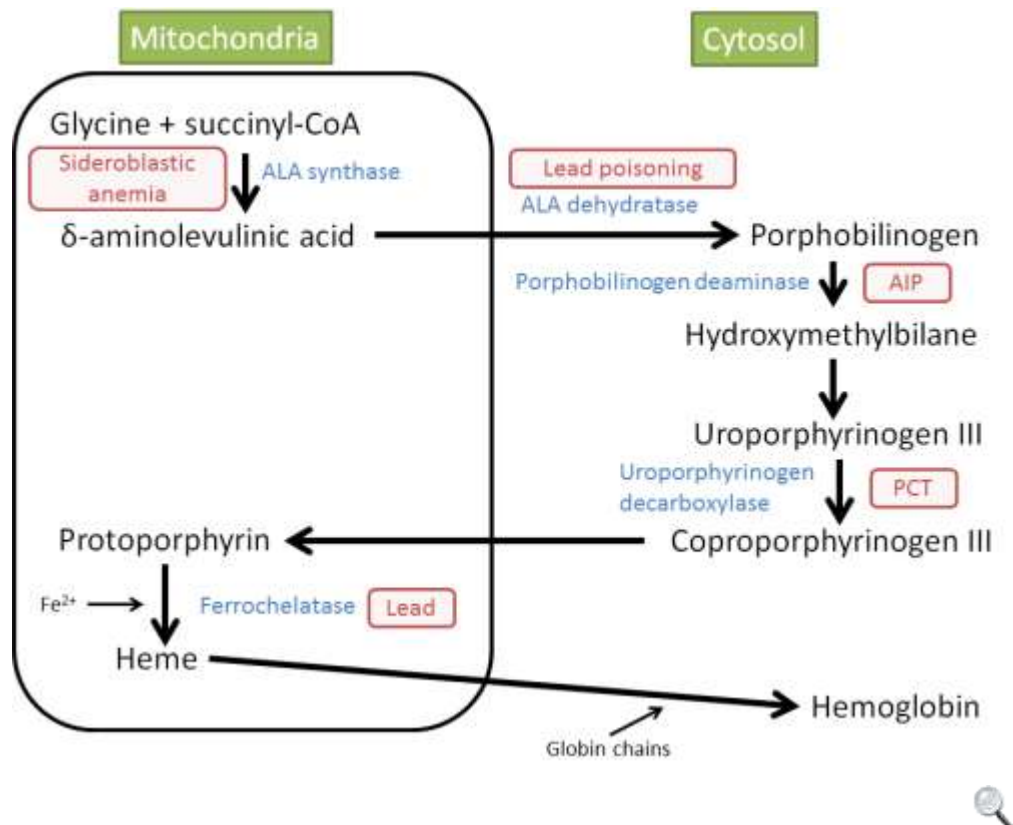 Mitochondria
Cytosol
Glycine + succinyl-CoA
Sideroblastic
anemia
ALA synthase
Lead poisoning
ALA dehydratase
δ-aminolevulinic acid
Porphobilinogen
Porphobilinogen deaminase
AIP
Hydroxymethylbilane
Uroporphyrinogen III
Uroporphyrinogen
decarboxylase
PCT
Protoporphyrin
Coproporphyrinogen III
Fe²⁺
Ferrochelatase
Lead
Heme
Hemoglobin
Globin chains